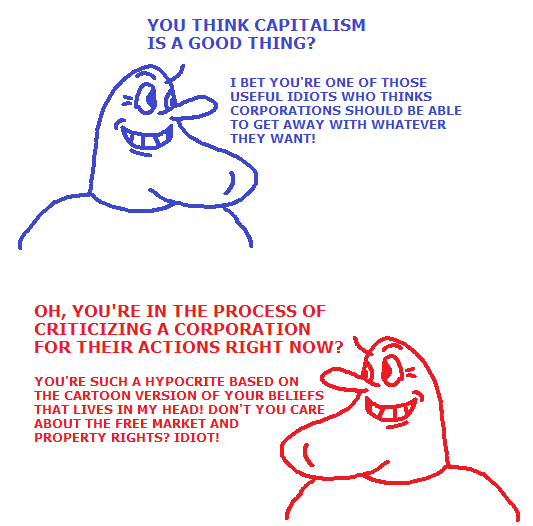 YOU THINK CAPITALISM
IS A GOOD THING?
I BET YOU'RE ONE OF THOSE
USEFUL IDIOTS WHO THINKS
CORPORATIONS SHOULD BE ABLE
TO GET AWAY WITH WHATEVER
THEY WANT!
OH, YOU'RE IN THE PROCESS OF
CRITICIZING A CORPORATION
FOR THEIR ACTIONS RIGHT NOW?
YOU'RE SUCH A HYPOCRITE BASED ON
THE CARTOON VERSION OF YOUR BELIEFS
THAT LIVES IN MY HEAD! DON'T YOU CARE
ABOUT THE FREE MARKET AND
PROPERTY RIGHTS? IDIOT!